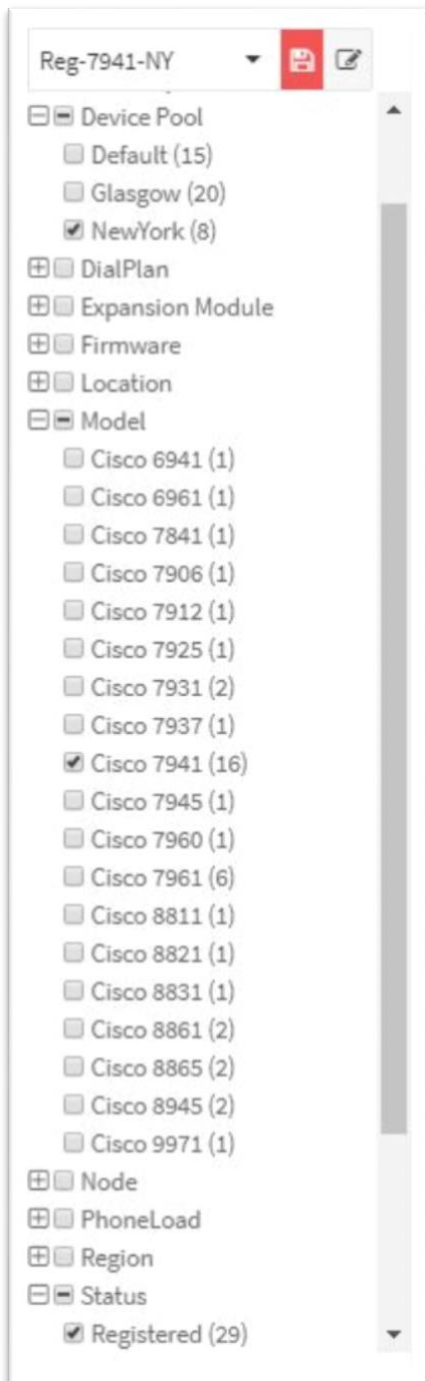 Reg-7941-NY
Device Pool
Default (15)
Glasgow (20)
NewYork (8)
DialPlan
Expansion Module
Firmware
Location
Model
Cisco 6941 (1)
Cisco 6961 (1)
Cisco 7841 (1)
Cisco 7906 (1)
Cisco 7912 (1)
Cisco 7925 (1)
Cisco 7931 (2)
Cisco 7937 (1)
Cisco 7941 (16)
Cisco 7945 (1)
Cisco 7960 (1)
Cisco 7961 (6)
Cisco 8811 (1)
Cisco 8821 (1)
Cisco 8831 (1)
Cisco 8861 (2)
Cisco 8865 (2)
Cisco 8945 (2)
Cisco 9971 (1)
Node
PhoneLoad
Region
Status
Registered (29)